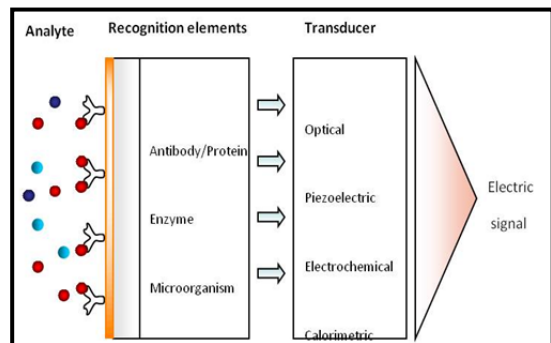 Analyte
Recognition elements
Transducer
Antibody/Protein
Enzyme
Microorganism
Optical
Piezoelectric
Electrochemical
Calorimetric
Electric
signal